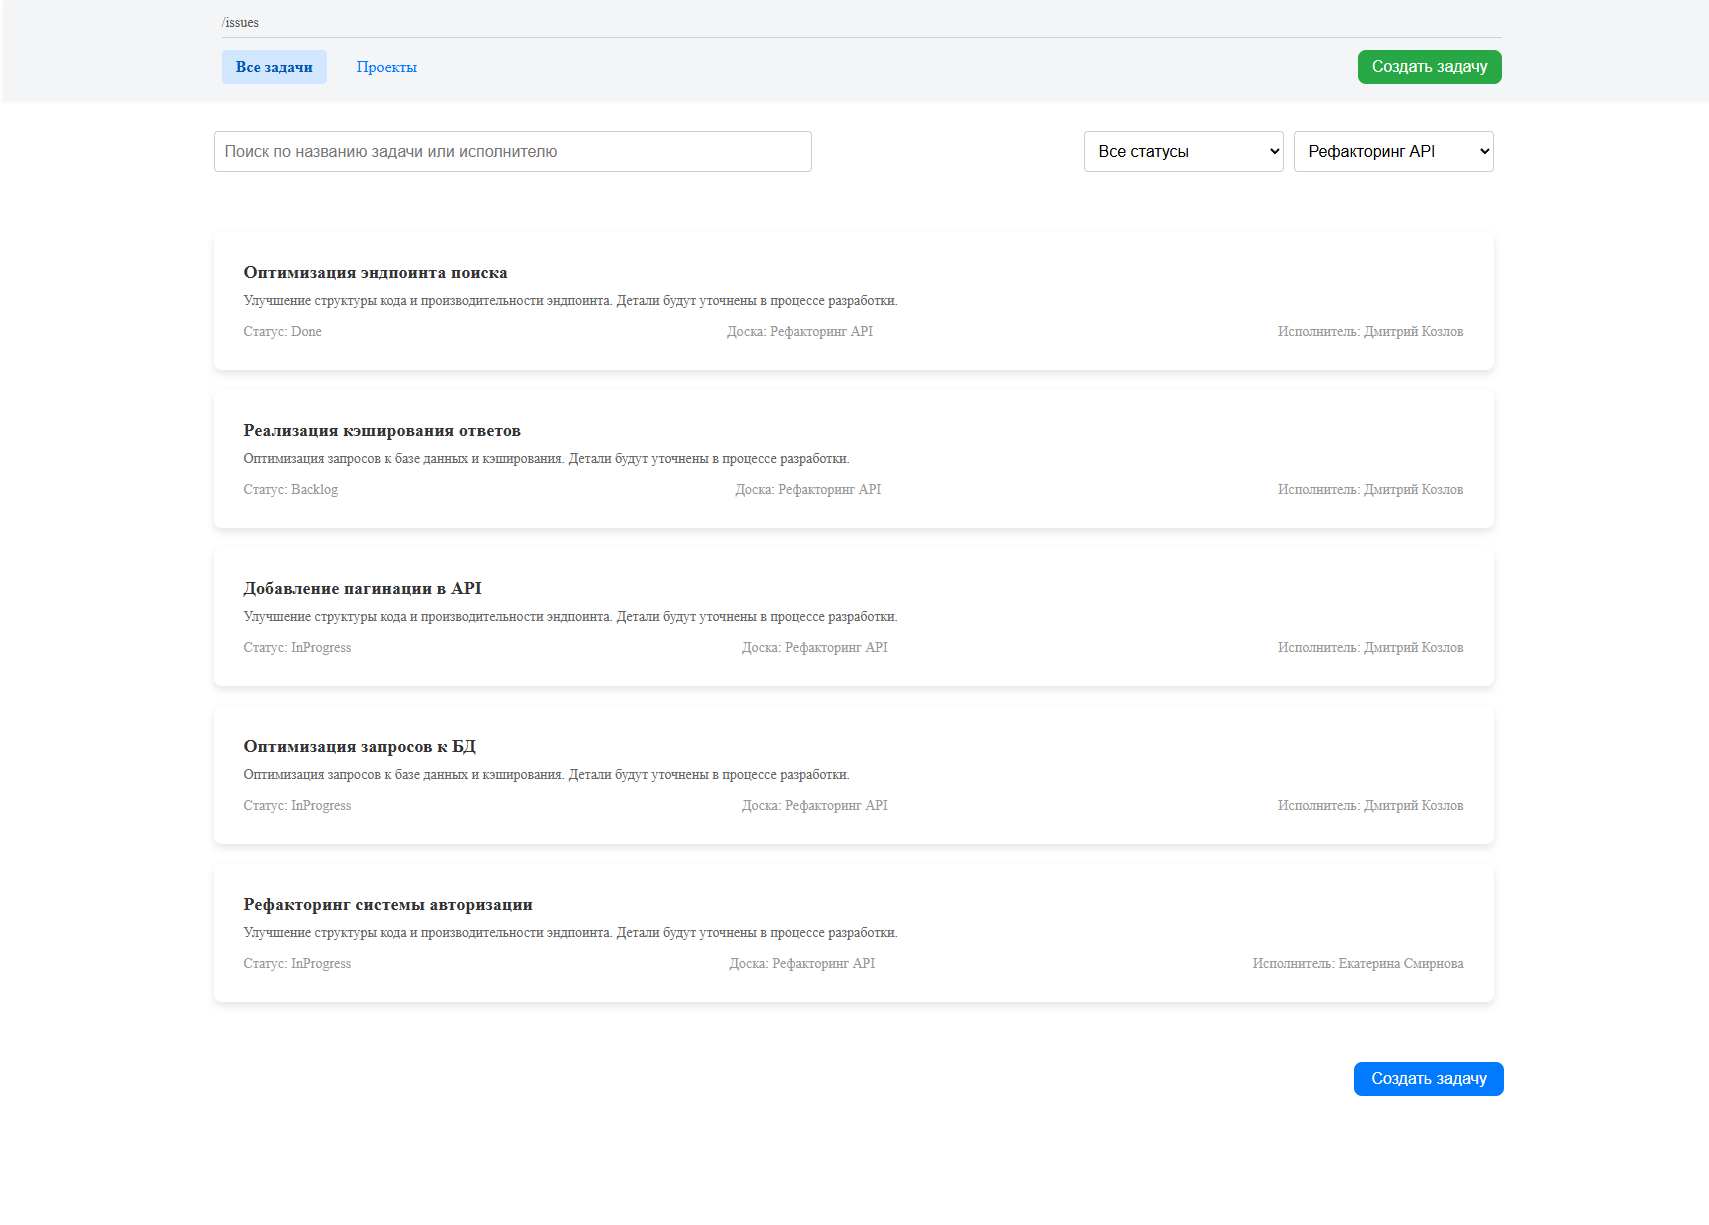 /issues
Все задачи Проекты Создать задачу
Поиск по названию задачи или исполнителю Все статусы Рефакторинг API
Оптимизация эндпоинта поиска
Улучшение структуры кода и производительности эндпоинта. Детали будут уточнены в процессе разработки.
Статус: Done Доска: Рефакторинг API Исполнитель: Дмитрий Козлов
Реализация кэширования ответов
Оптимизация запросов к базе данных и кэширования. Детали будут уточнены в процессе разработки.
Статус: Backlog Доска: Рефакторинг API Исполнитель: Дмитрий Козлов
Добавление пагинации в API
Улучшение структуры кода и производительности эндпоинта. Детали будут уточнены в процессе разработки.
Статус: InProgress Доска: Рефакторинг API Исполнитель: Дмитрий Козлов
Оптимизация запросов к БД
Оптимизация запросов к базе данных и кэширования. Детали будут уточнены в процессе разработки.
Статус: InProgress Доска: Рефакторинг API Исполнитель: Дмитрий Козлов
Рефакторинг системы авторизации
Улучшение структуры кода и производительности эндпоинта. Детали будут уточнены в процессе разработки.
Статус: InProgress Доска: Рефакторинг API Исполнитель: Екатерина Смирнова
Создать задачу